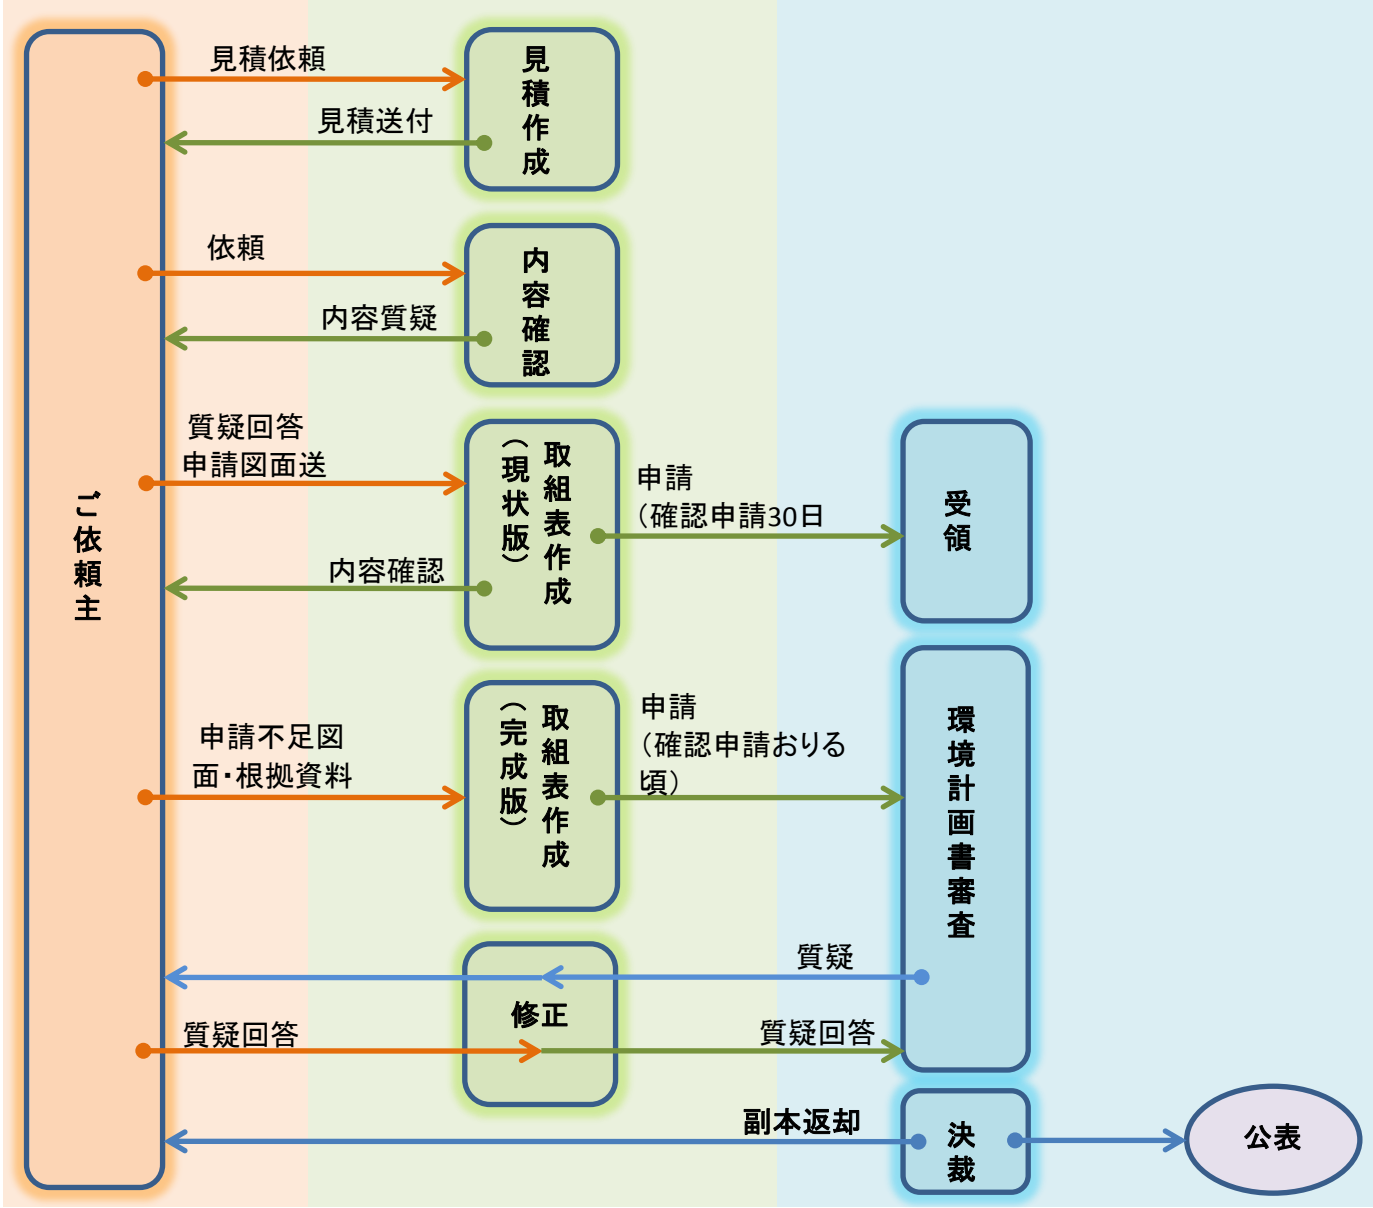 見積依頼
見積作成
見積送付
依頼
内容確認
内容質疑
質疑回答
申請図面送
取組表作成
（現状版）
申請
（確認申請30日
受領
ご依頼主
内容確認
申請不足図
面・根拠資料
取組表作成
（完成版）
申請
（確認申請おりる
頃）
環境計画書審査
質疑
修正
質疑回答
質疑回答
副本返却
決裁
公表